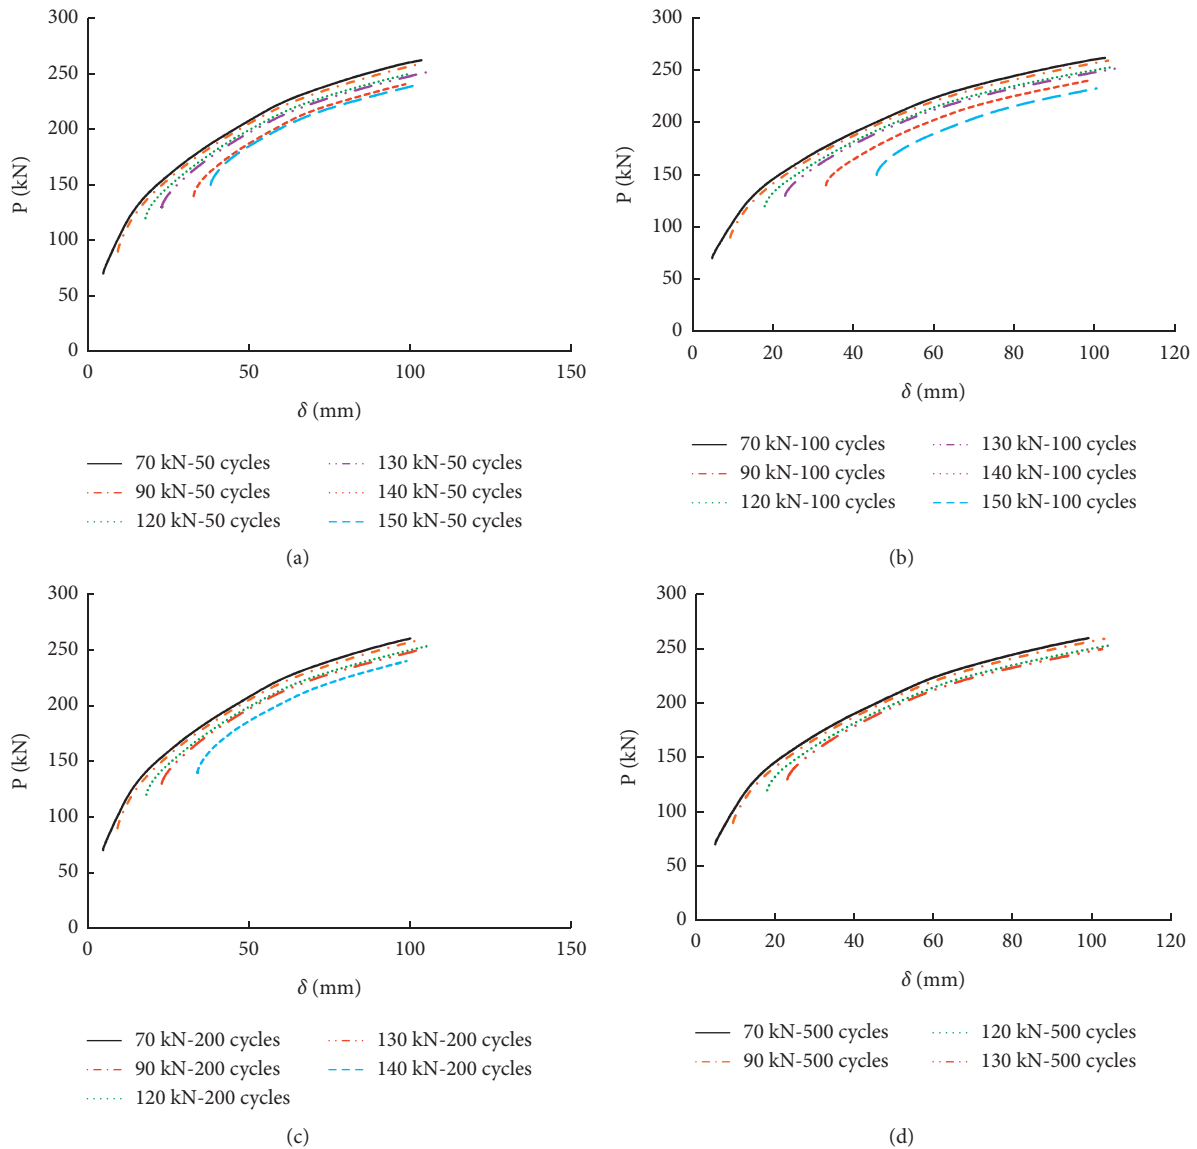 300
250
200
150
100
50
0
P (kN)
0
50
100
150
δ (mm)
70 kN-50 cycles
90 kN-50 cycles
120 kN-50 cycles
130 kN-50 cycles
140 kN-50 cycles
150 kN-50 cycles
(a)
300
250
200
150
100
50
0
P (kN)
0
20
40
60
80
100
120
δ (mm)
70 kN-100 cycles
90 kN-100 cycles
120 kN-100 cycles
130 kN-100 cycles
140 kN-100 cycles
150 kN-100 cycles
(b)
300
250
200
150
100
50
0
P (kN)
0
50
100
150
δ (mm)
70 kN-200 cycles
90 kN-200 cycles
120 kN-200 cycles
130 kN-200 cycles
140 kN-200 cycles
(c)
300
250
200
150
100
50
0
P (kN)
0
20
40
60
80
100
120
δ (mm)
70 kN-500 cycles
90 kN-500 cycles
120 kN-500 cycles
130 kN-500 cycles
(d)